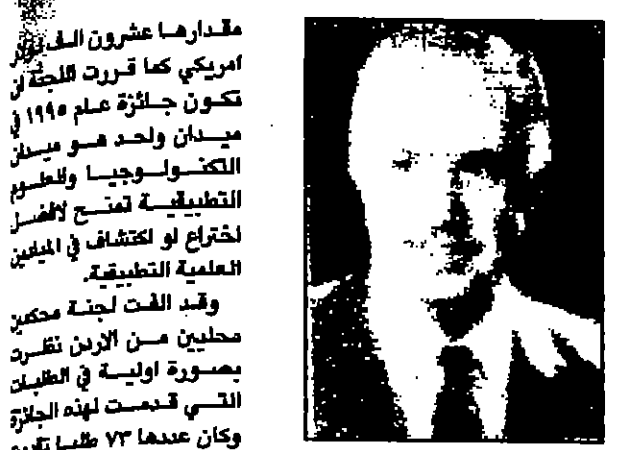 مقدارها عشرون الف دولار
امريكي كما قررت اللجنة ان
تكون جائزة عام ١٩٩٥ في
ميدان واحد هو ميدان
التكنولوجيا والعلوم
التطبيقية تمنح لافضل
اختراع او اكتشاف في الميادين
العلمية التطبيقية.
وقد الفت لجنة محكمين
محليين من الاردن نظرت
بصورة اولية في الطلبات
التي قدمت لهذه الجائزة
وكان عددها ٧٣ طلبا